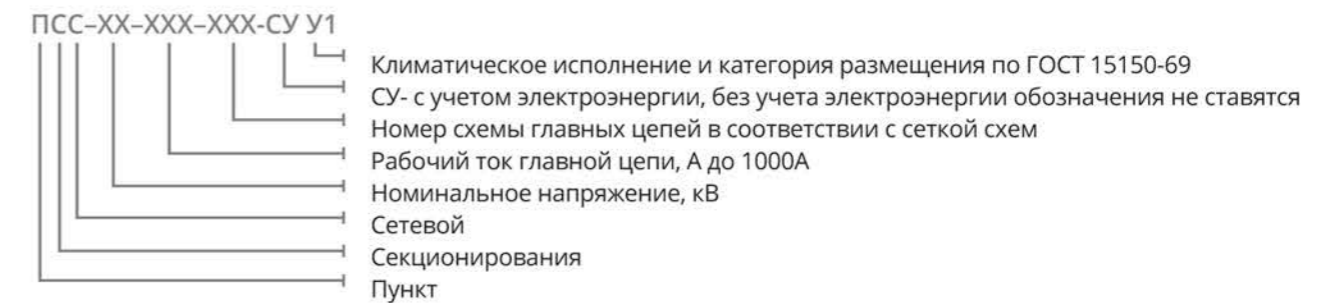 ПСС–ХХ–ХХХ–ХХХ-СУ У1
Климатическое исполнение и категория размещения по ГОСТ 15150-69
СУ- с учетом электроэнергии, без учета электроэнергии обозначения не ставятся
Номер схемы главных цепей в соответствии с сеткой схем
Рабочий ток главной цепи, А до 1000А
Номинальное напряжение, кВ
Сетевой
Секционирования
Пункт